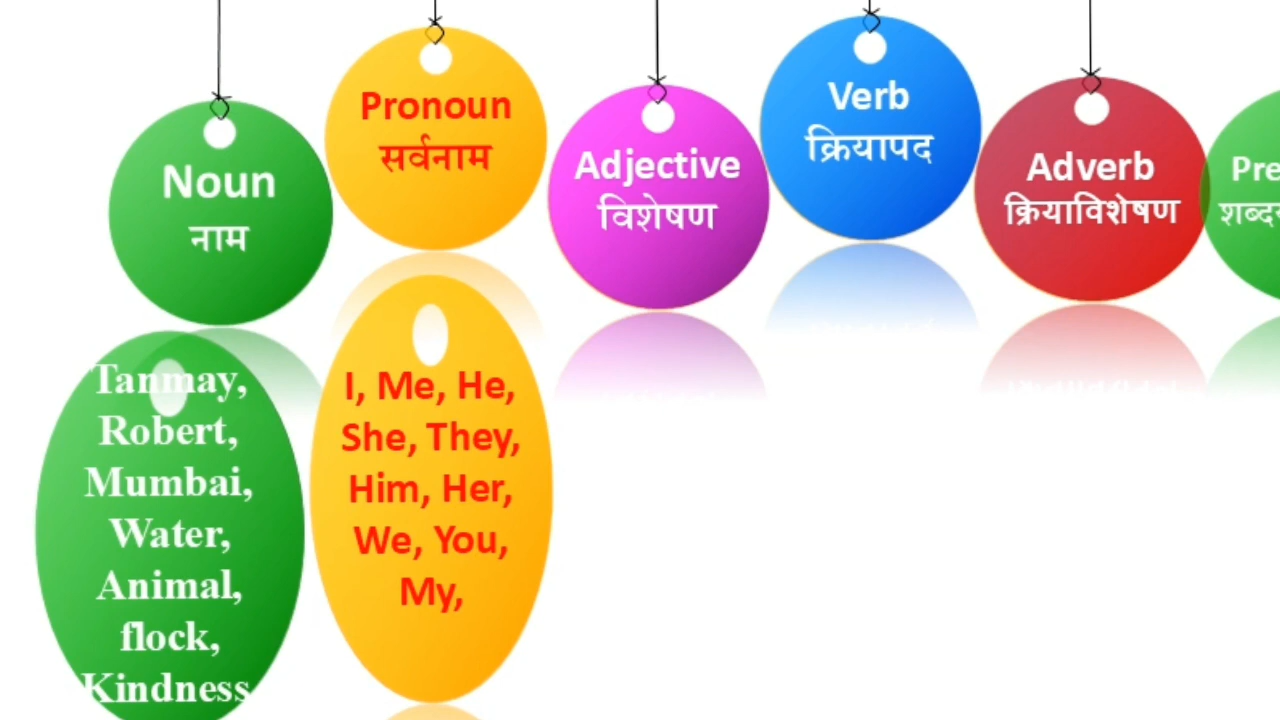 Noun
नाम
Pronoun
सर्वनाम
Adjective
विशेषण
Verb
क्रियापद
Adverb
क्रियाविशेषण
Pre
Tanmay,
Robert,
Mumbai,
Water,
Animal,
flock,
Kindness
I, Me, He,
She, They,
Him, Her,
We, You,
My,